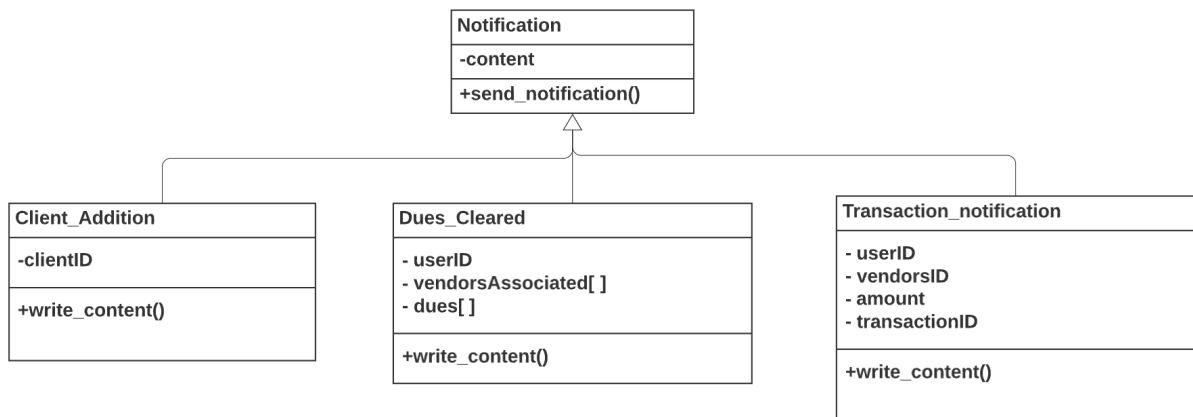 Notification
-content
+send_notification()
Client_Addition
-clientID
+write_content()
Dues_Cleared
- userID
- vendorsAssociated[ ]
- dues[ ]
+write_content()
Transaction_notification
- userID
- vendorsID
- amount
- transactionID
+write_content()